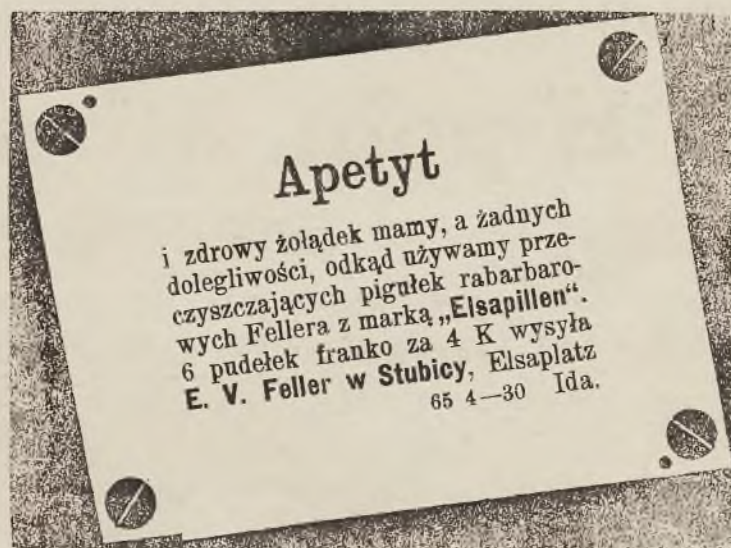 Apetyt
i zdrowy żołądek mamy, a żadnych
dolegliwości, odkąd używamy prze-
czyszczających pigułek rabarbaro-
wych Fellera z marką „Elsapillen“.
6 pudełek franko za 4 K wysyła
E. V. Feller w Stubicy, Elsaplatz
65 4—30 Ida.